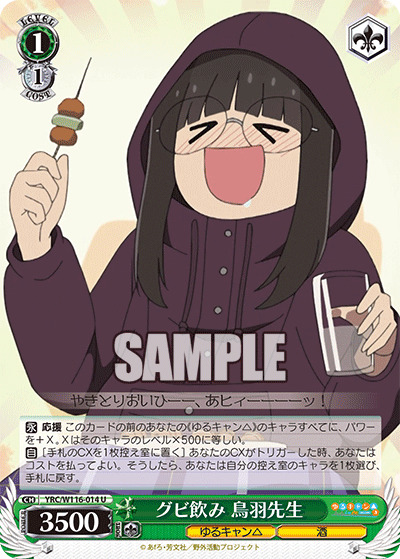 LEVEL
1
1
COST
SAMPLE
やきとりおいひーー、あヒィーーーーッ！
永 応援 このカードの前のあなたの《ゆるキャン△》のキャラすべてに、パワー
を＋X。Xはそのキャラのレベル×500に等しい。
自 ［手札のCXを1枚控え室に置く］あなたのCXがトリガーした時、あなたは
コストを払ってよい。そうしたら、あなたは自分の控え室のキャラを1枚選び、
手札に戻す。
CH YRC/W116-014 U
3500
グビ飲み 鳥羽先生
ゆるキャン△
酒
ゆるキャン△
©あfろ・芳文社／野外活動プロジェクト